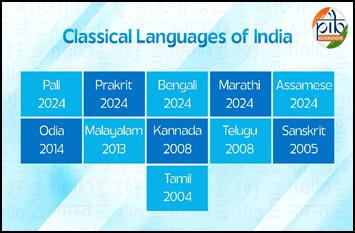 pib
Classical Languages of India
Pali
2024
Prakrit
2024
Bengali
2024
Marathi
2024
Assamese
2024
Odia
2014
Malayalam
2013
Kannada
2008
Telugu
2008
Sanskrit
2005
Tamil
2004